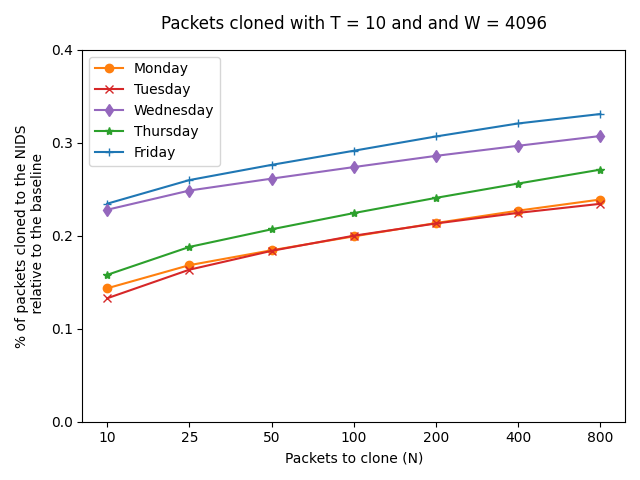 Packets cloned with T = 10 and and W = 4096
% of packets cloned to the NIDS
relative to the baseline
0.4
0.3
0.2
0.1
0.0
Monday
Tuesday
Wednesday
Thursday
Friday
10 25 50 100 200 400 800
Packets to clone (N)